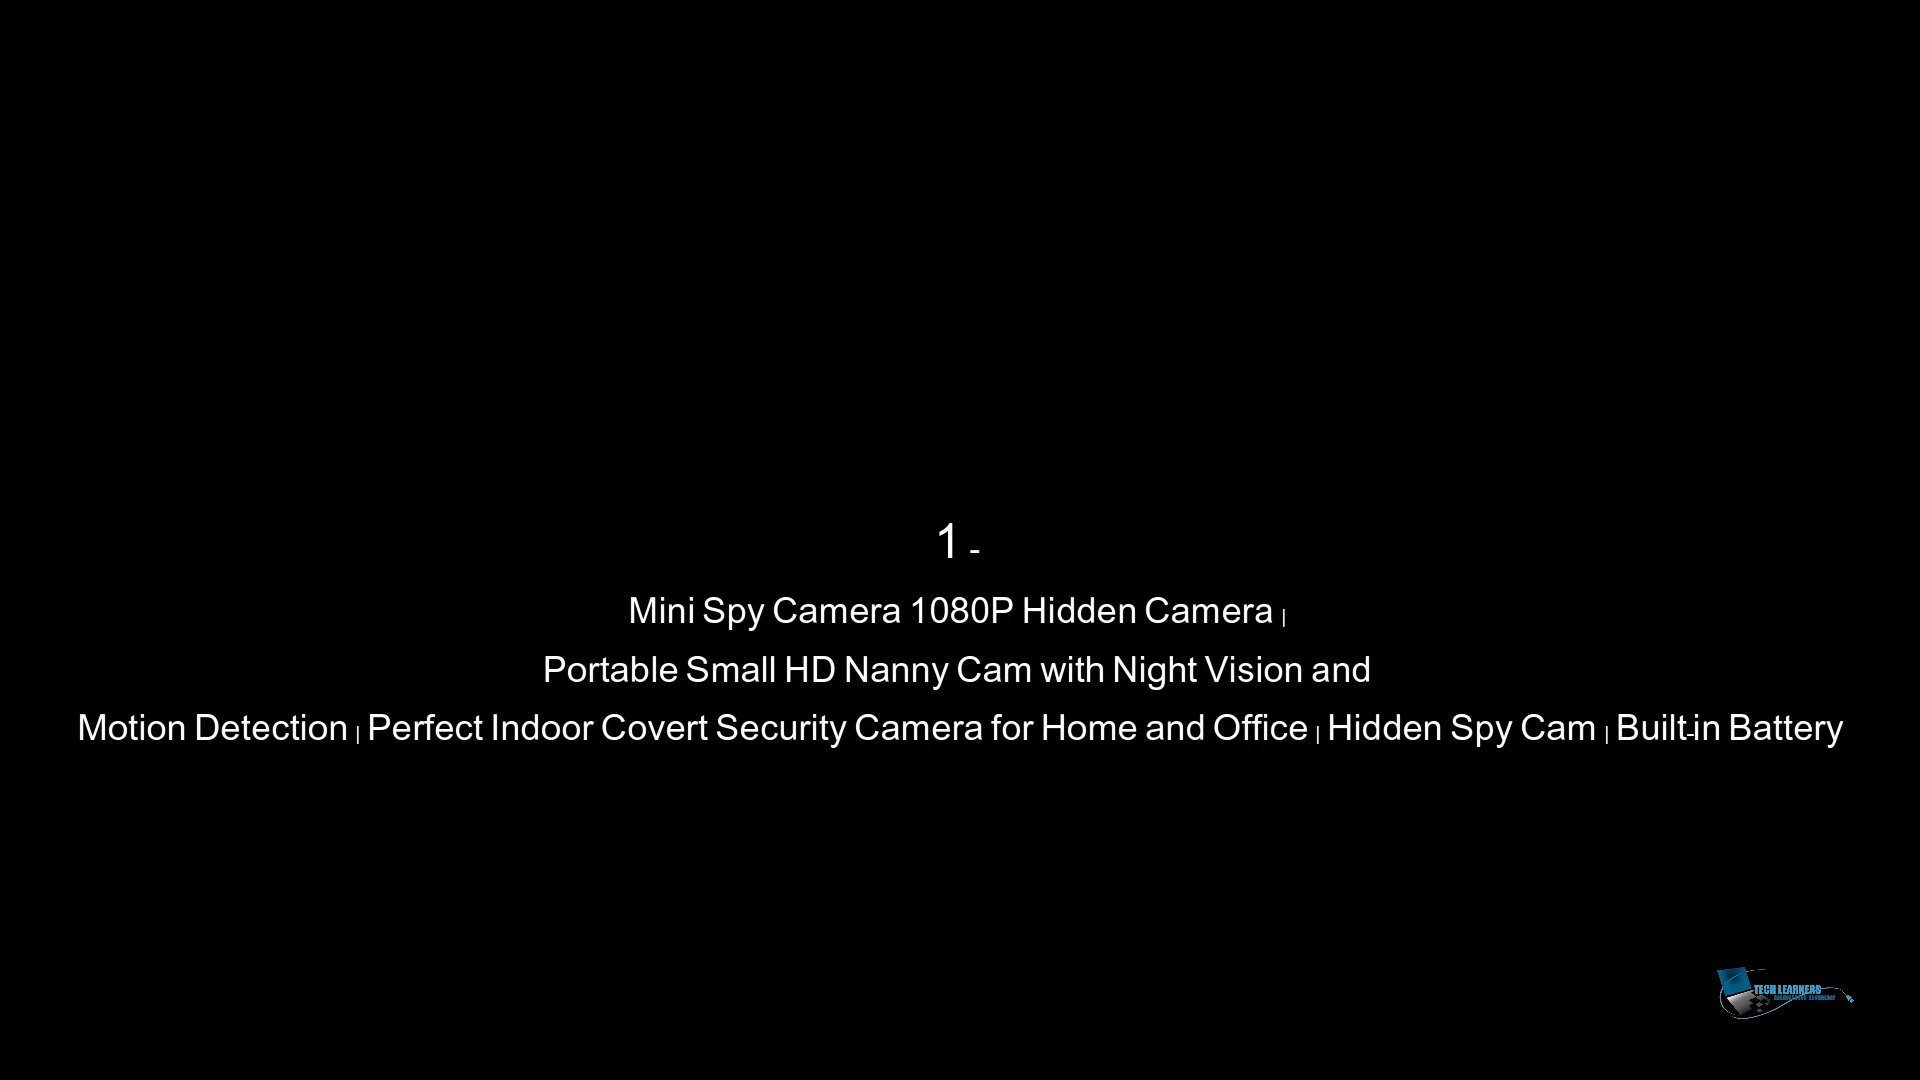 1 -
Mini Spy Camera 1080P Hidden Camera |
Portable Small HD Nanny Cam with Night Vision and
Motion Detection | Perfect Indoor Covert Security Camera for Home and Office | Hidden Spy Cam | Built-in Battery
TECH LEARNERS